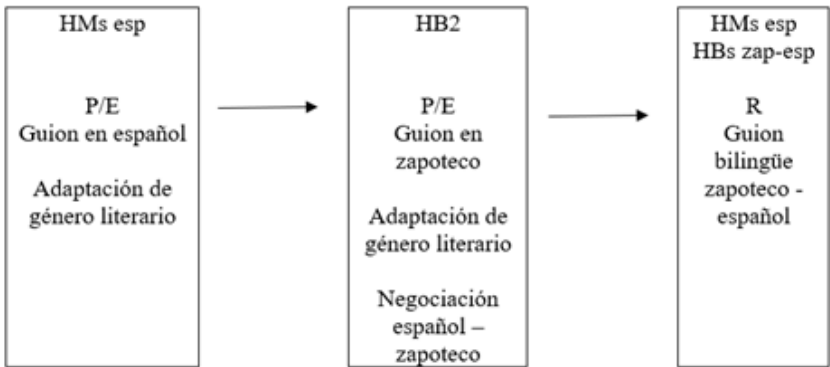 HMs esp
P/E
Guion en español
Adaptación de
género literario
HB2
P/E
Guion en
zapoteco
Adaptación de
género literario
Negociación
español –
zapoteco
HMs esp
HBs zap-esp
R
Guion
bilingüe
zapoteco -
español